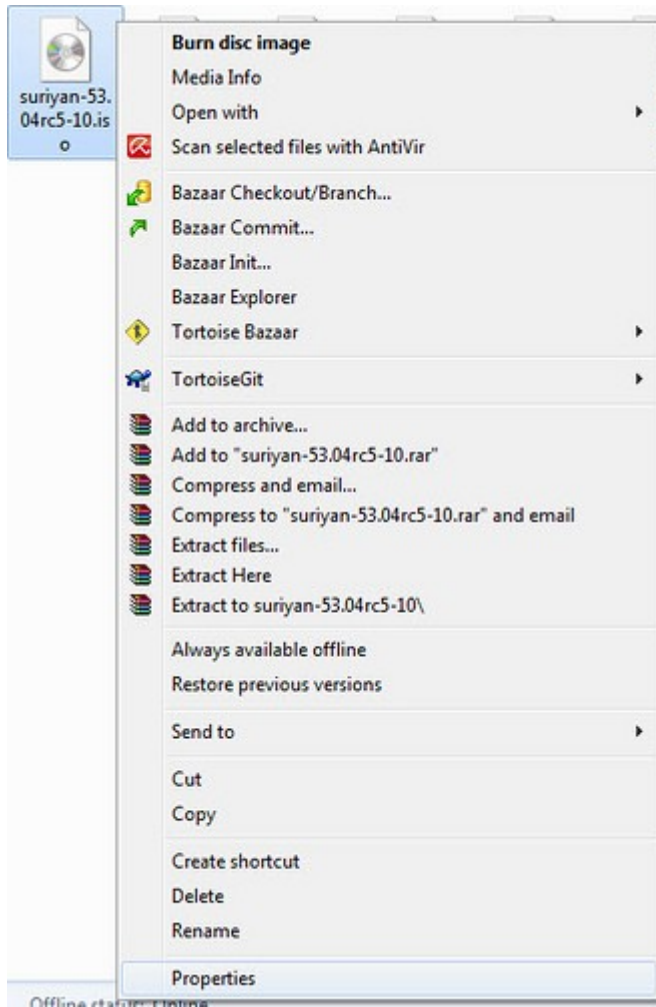 suriyan-53.
04rc5-10.is
o
Burn disc image
Media Info
Open with
Scan selected files with AntiVir
Bazaar Checkout/Branch...
Bazaar Commit...
Bazaar Init...
Bazaar Explorer
Tortoise Bazaar
TortoiseGit
Add to archive...
Add to "suriyan-53.04rc5-10.rar"
Compress and email...
Compress to "suriyan-53.04rc5-10.rar" and email
Extract files...
Extract Here
Extract to suriyan-53.04rc5-10\
Always available offline
Restore previous versions
Send to
Cut
Copy
Create shortcut
Delete
Rename
Properties
Offline status: Online